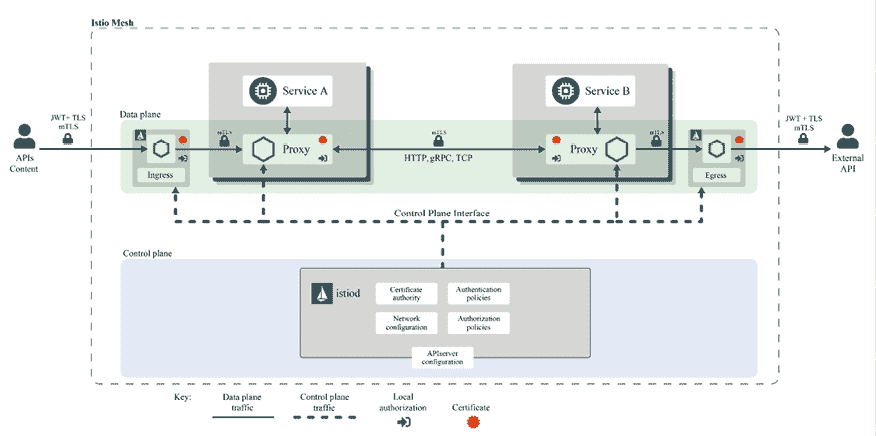 Istio Mesh
Service A
Service B
Data plane
JWT+ TLS
mTLS
mTLS
mTLS
mTLS
JWT + TLS
mTLS
APIs
Content
Ingress
Proxy
HTTP, gRPC, TCP
Proxy
Egress
External
API
Control Plane Interface
Control plane
istiod
Certificate
authority
Authentication
policies
Network
configuration
Authorization
policies
APIserver
configuration
Key:
Data plane
traffic
Control plane
traffic
Local
authorization
Certificate